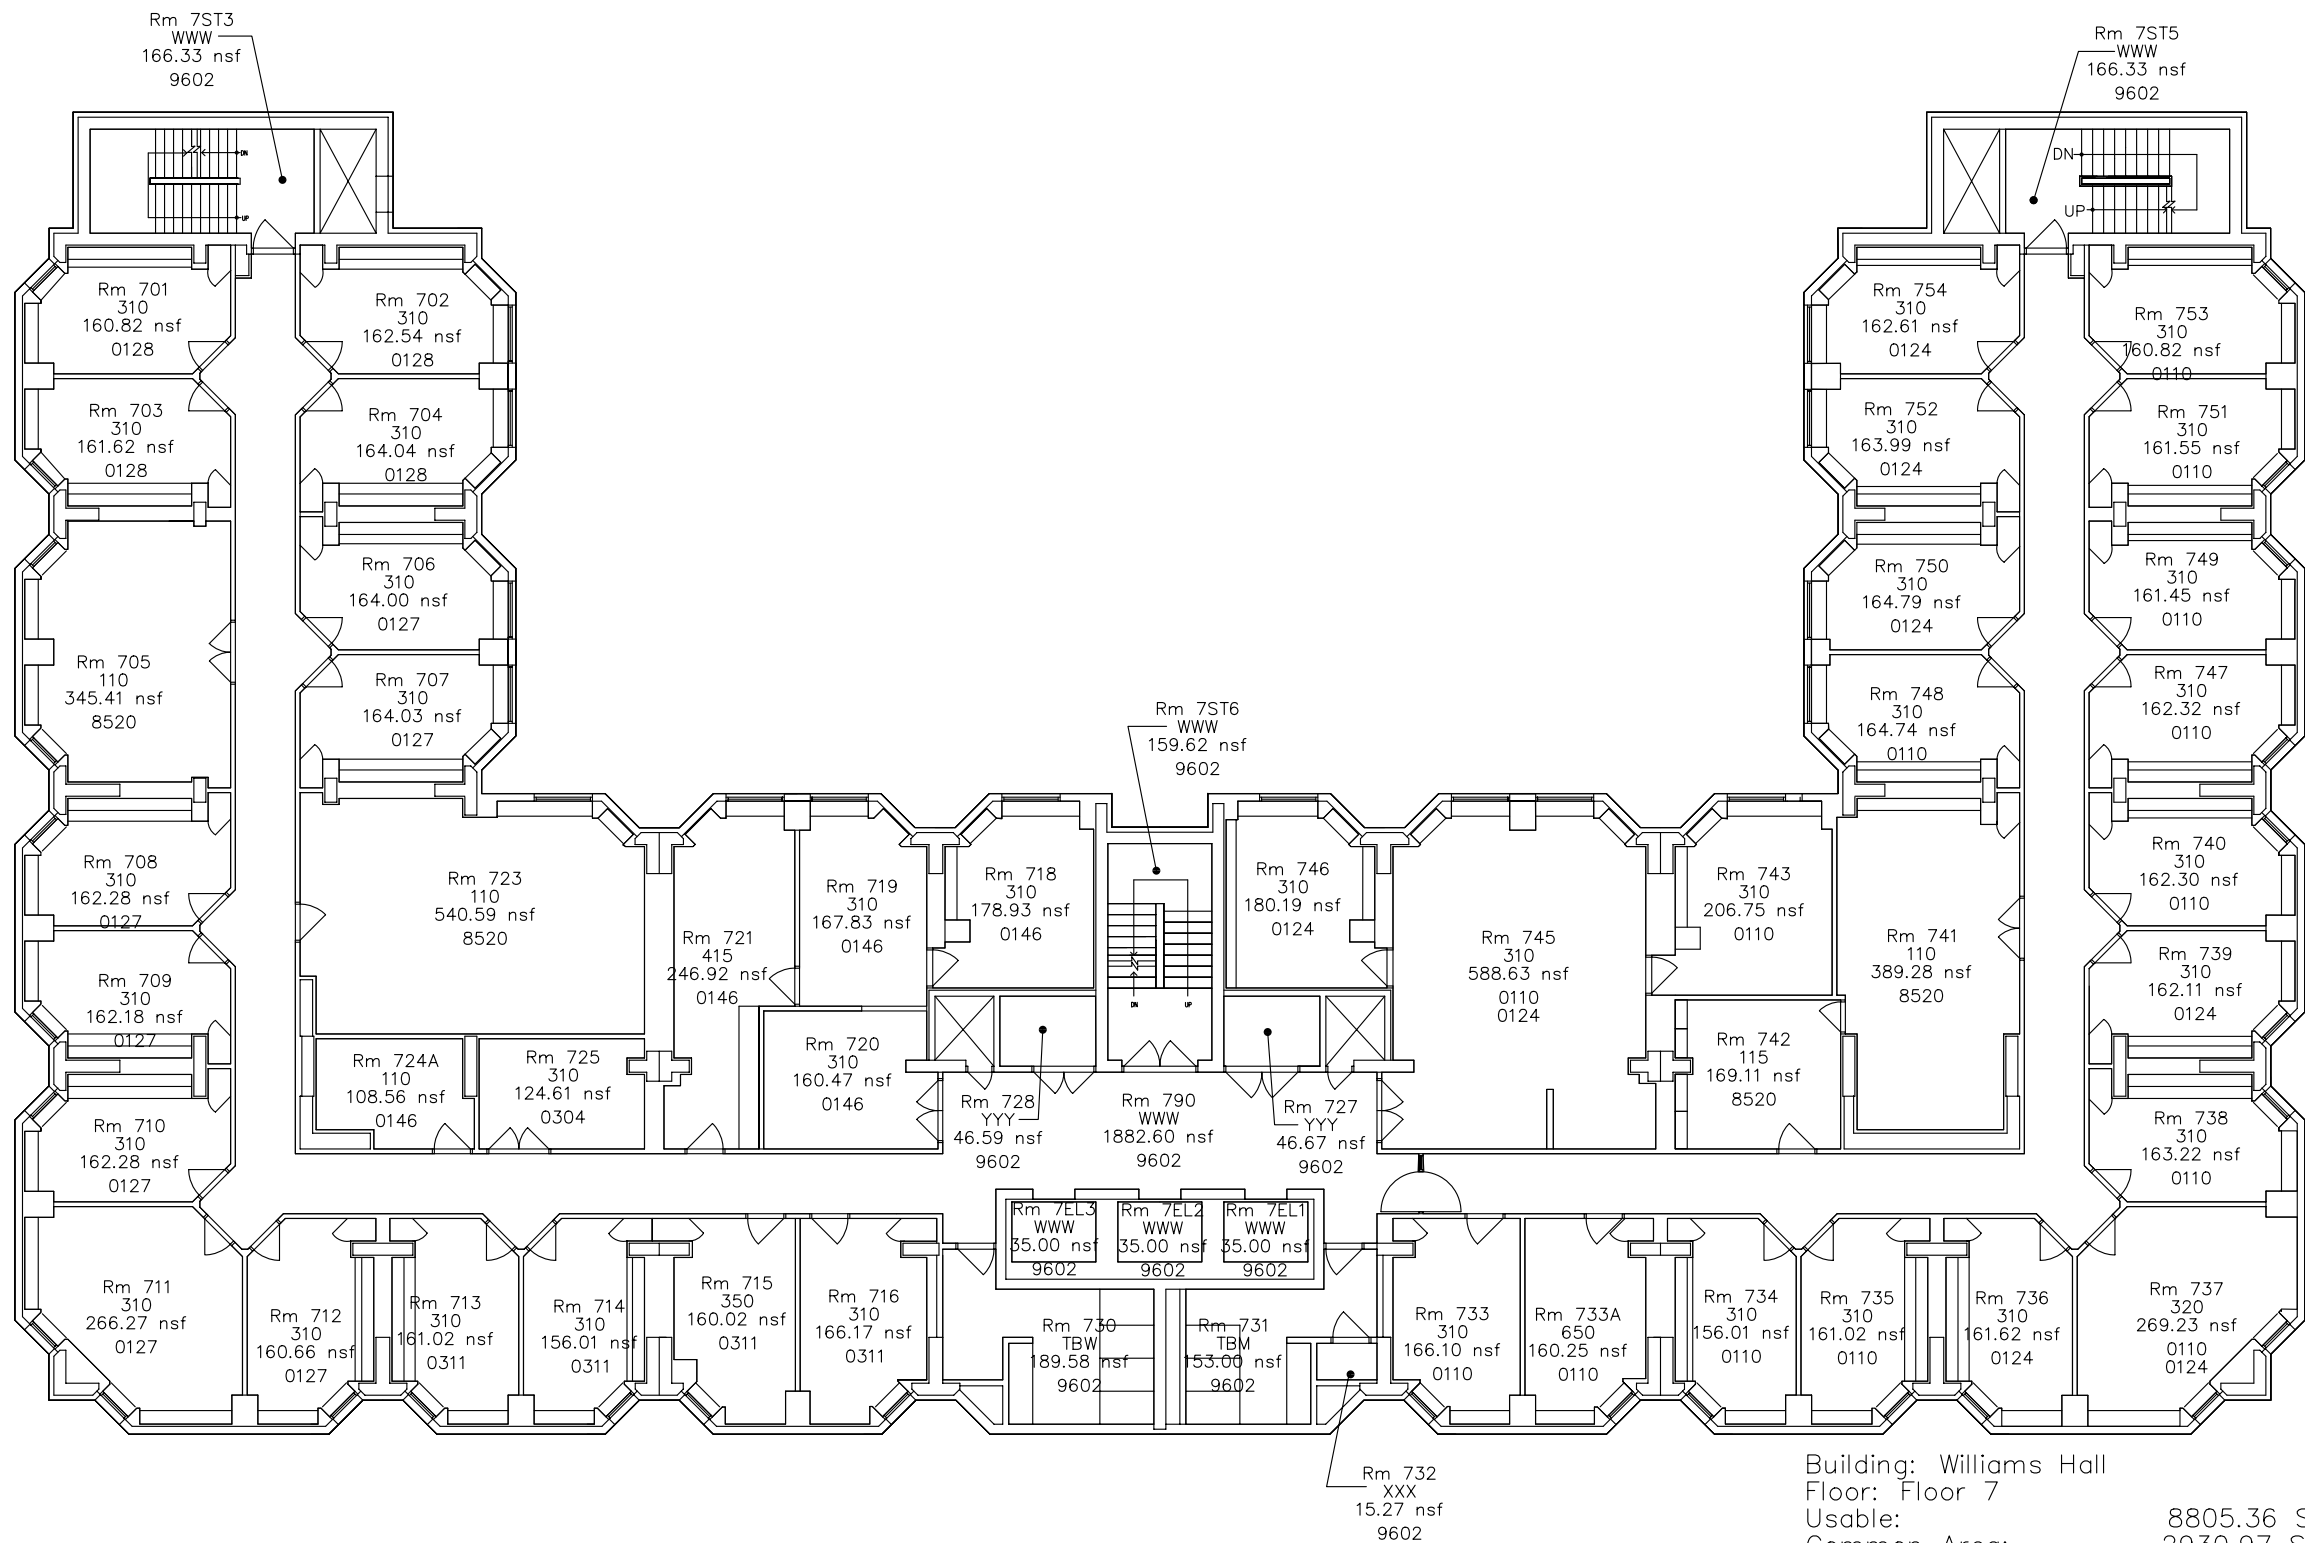 Rm 7ST3
WWW
166.33 nsf
9602
Rm 7ST5
WWW
166.33 nsf
9602
DN
UP
DN
UP
Rm 701
310
160.82 nsf
0128
Rm 702
310
162.54 nsf
0128
Rm 754
310
162.61 nsf
0124
Rm 753
310
160.82 nsf
0110
Rm 703
310
161.62 nsf
0128
Rm 704
310
164.04 nsf
0128
Rm 752
310
163.99 nsf
0124
Rm 751
310
161.55 nsf
0110
Rm 706
310
164.00 nsf
0127
Rm 750
310
164.79 nsf
0124
Rm 749
310
161.45 nsf
0110
Rm 705
110
345.41 nsf
8520
Rm 707
310
164.03 nsf
0127
Rm 7ST6
WWW
159.62 nsf
9602
Rm 748
310
164.74 nsf
0110
Rm 747
310
162.32 nsf
0110
Rm 708
310
162.28 nsf
0127
Rm 723
110
540.59 nsf
8520
Rm 721
415
246.92 nsf
0146
Rm 719
310
167.83 nsf
0146
Rm 718
310
178.93 nsf
0146
DN
UP
Rm 746
310
180.19 nsf
0124
Rm 745
310
588.63 nsf
0110
0124
Rm 743
310
206.75 nsf
0110
Rm 741
110
389.28 nsf
8520
Rm 740
310
162.30 nsf
0110
Rm 709
310
162.18 nsf
0127
Rm 739
310
162.11 nsf
0124
Rm 724A
110
108.56 nsf
0146
Rm 725
310
124.61 nsf
0304
Rm 720
310
160.47 nsf
0146
Rm 728
YYY
46.59 nsf
9602
Rm 790
WWW
1882.60 nsf
9602
Rm 727
YYY
46.67 nsf
9602
Rm 742
115
169.11 nsf
8520
Rm 710
310
162.28 nsf
0127
Rm 738
310
163.22 nsf
0110
Rm 7EL3
WWW
35.00 nsf
9602
Rm 7EL2
WWW
35.00 nsf
9602
Rm 7EL1
WWW
35.00 nsf
9602
Rm 711
310
266.27 nsf
0127
Rm 712
310
160.66 nsf
0127
Rm 713
310
161.02 nsf
0311
Rm 714
310
156.01 nsf
0311
Rm 715
350
160.02 nsf
0311
Rm 716
310
166.17 nsf
0311
Rm 730
TBW
189.58 nsf
9602
Rm 731
TBM
153.00 nsf
9602
Rm 733
310
166.10 nsf
0110
Rm 733A
650
160.25 nsf
0110
Rm 734
310
156.01 nsf
0110
Rm 735
310
161.02 nsf
0110
Rm 736
310
161.62 nsf
0124
Rm 737
320
269.23 nsf
0110
0124
Rm 732
XXX
15.27 nsf
9602
Building: Williams Hall
Floor: Floor 7
Usable: 8805.36 S
Common Area: 2930.97 S